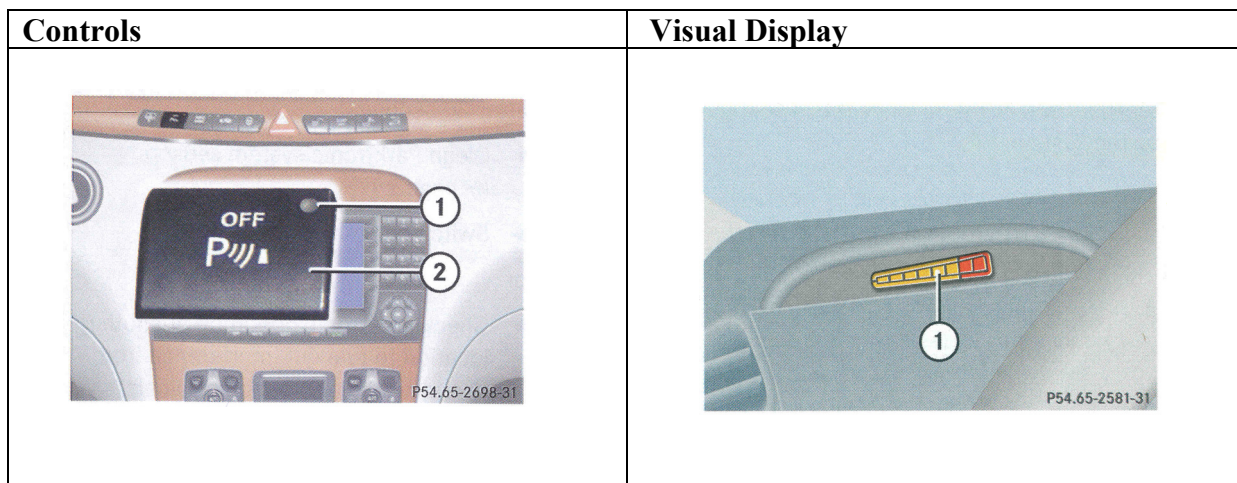 Controls
Visual Display
OFF
P
1
2
P54.65-2698-31
1
P54.65-2581-31